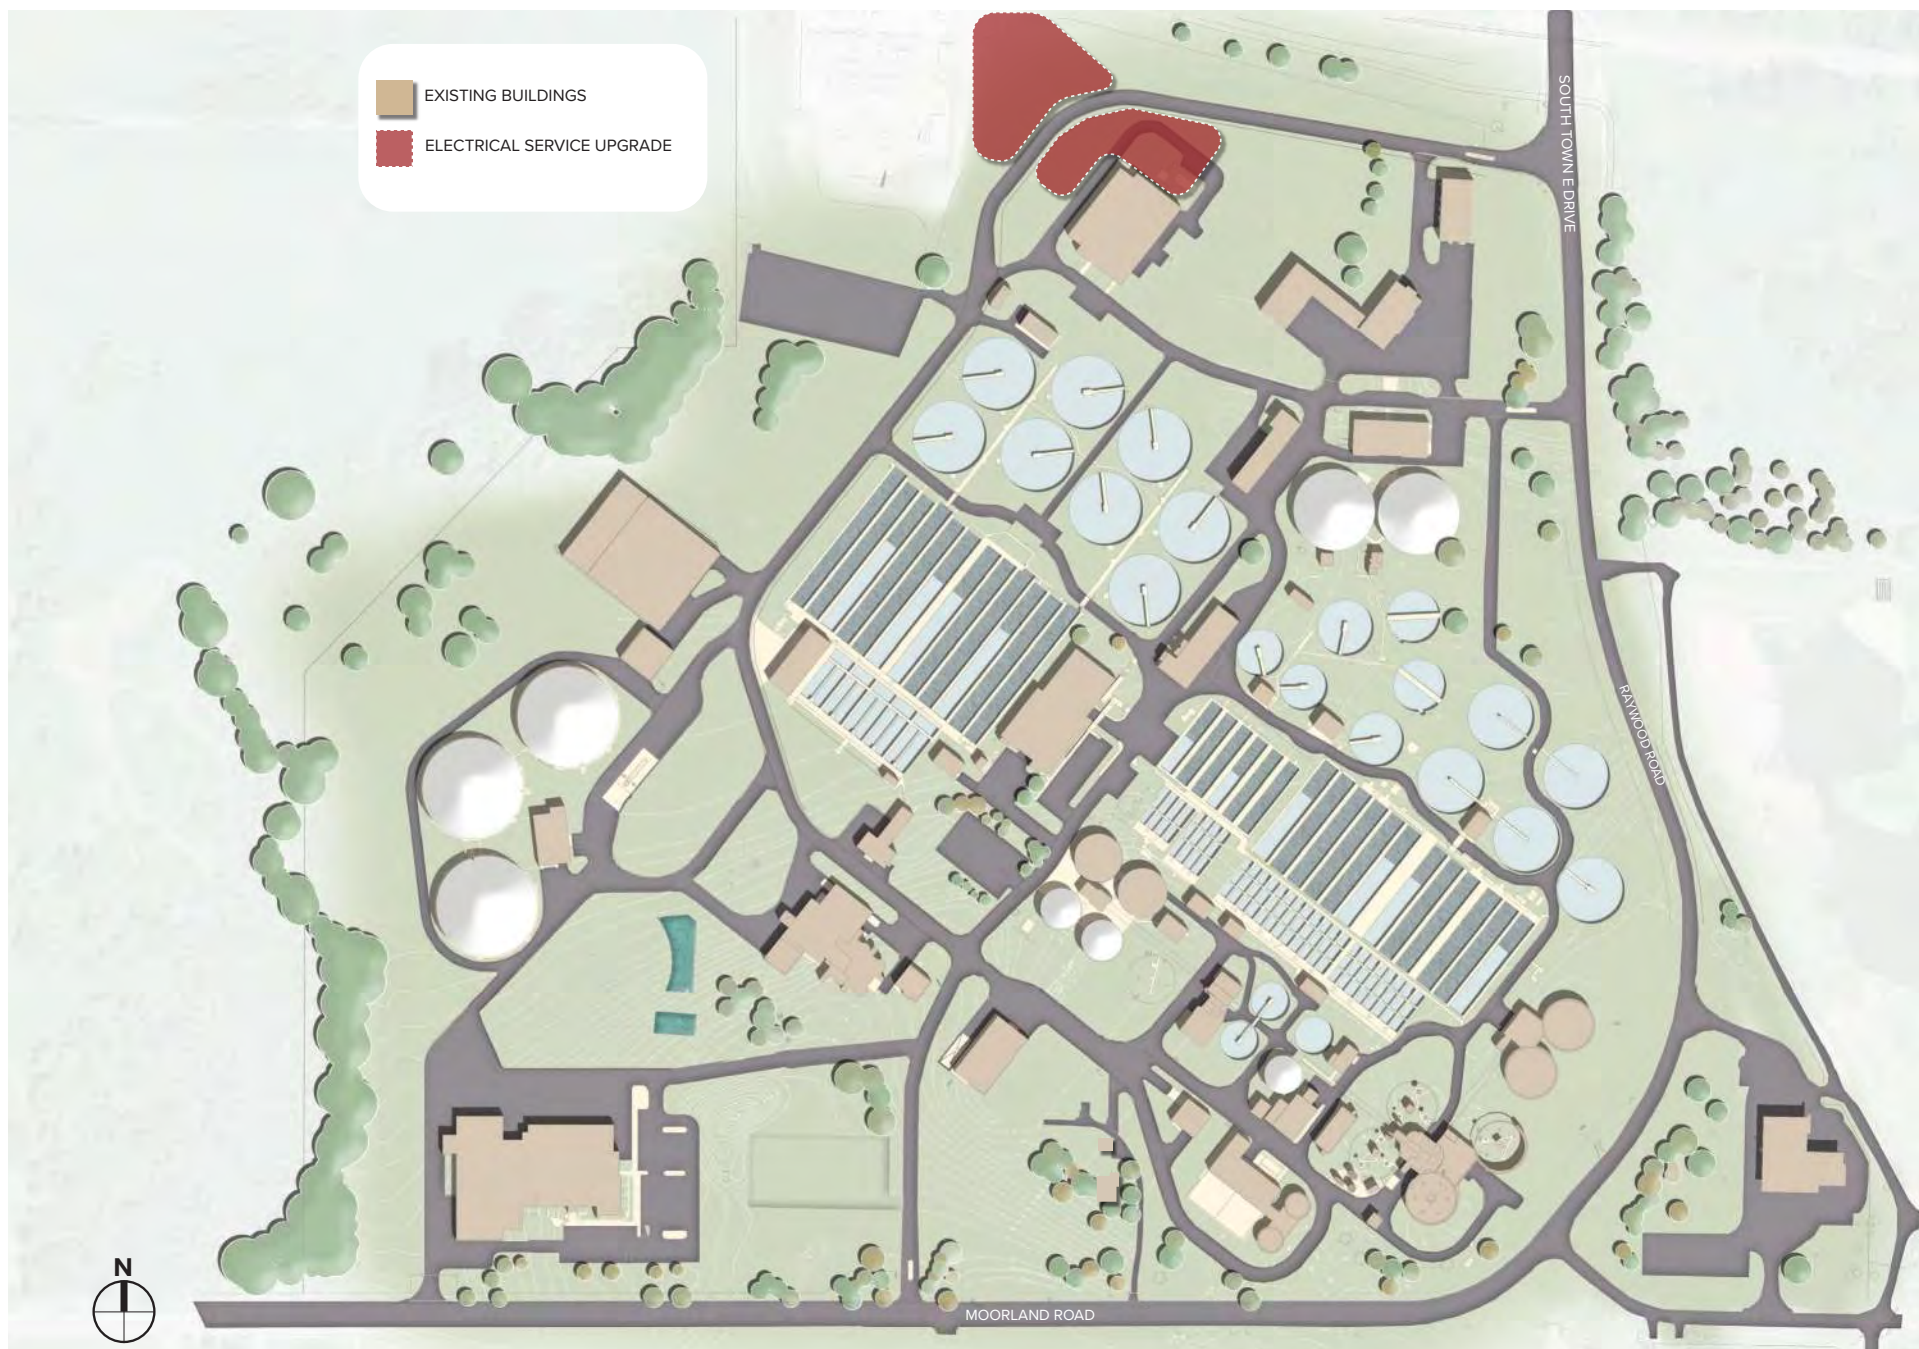 EXISTING BUILDINGS
ELECTRICAL SERVICE UPGRADE
SOUTH TOWN E DRIVE
RAYWOOD ROAD
N
MOORLAND ROAD